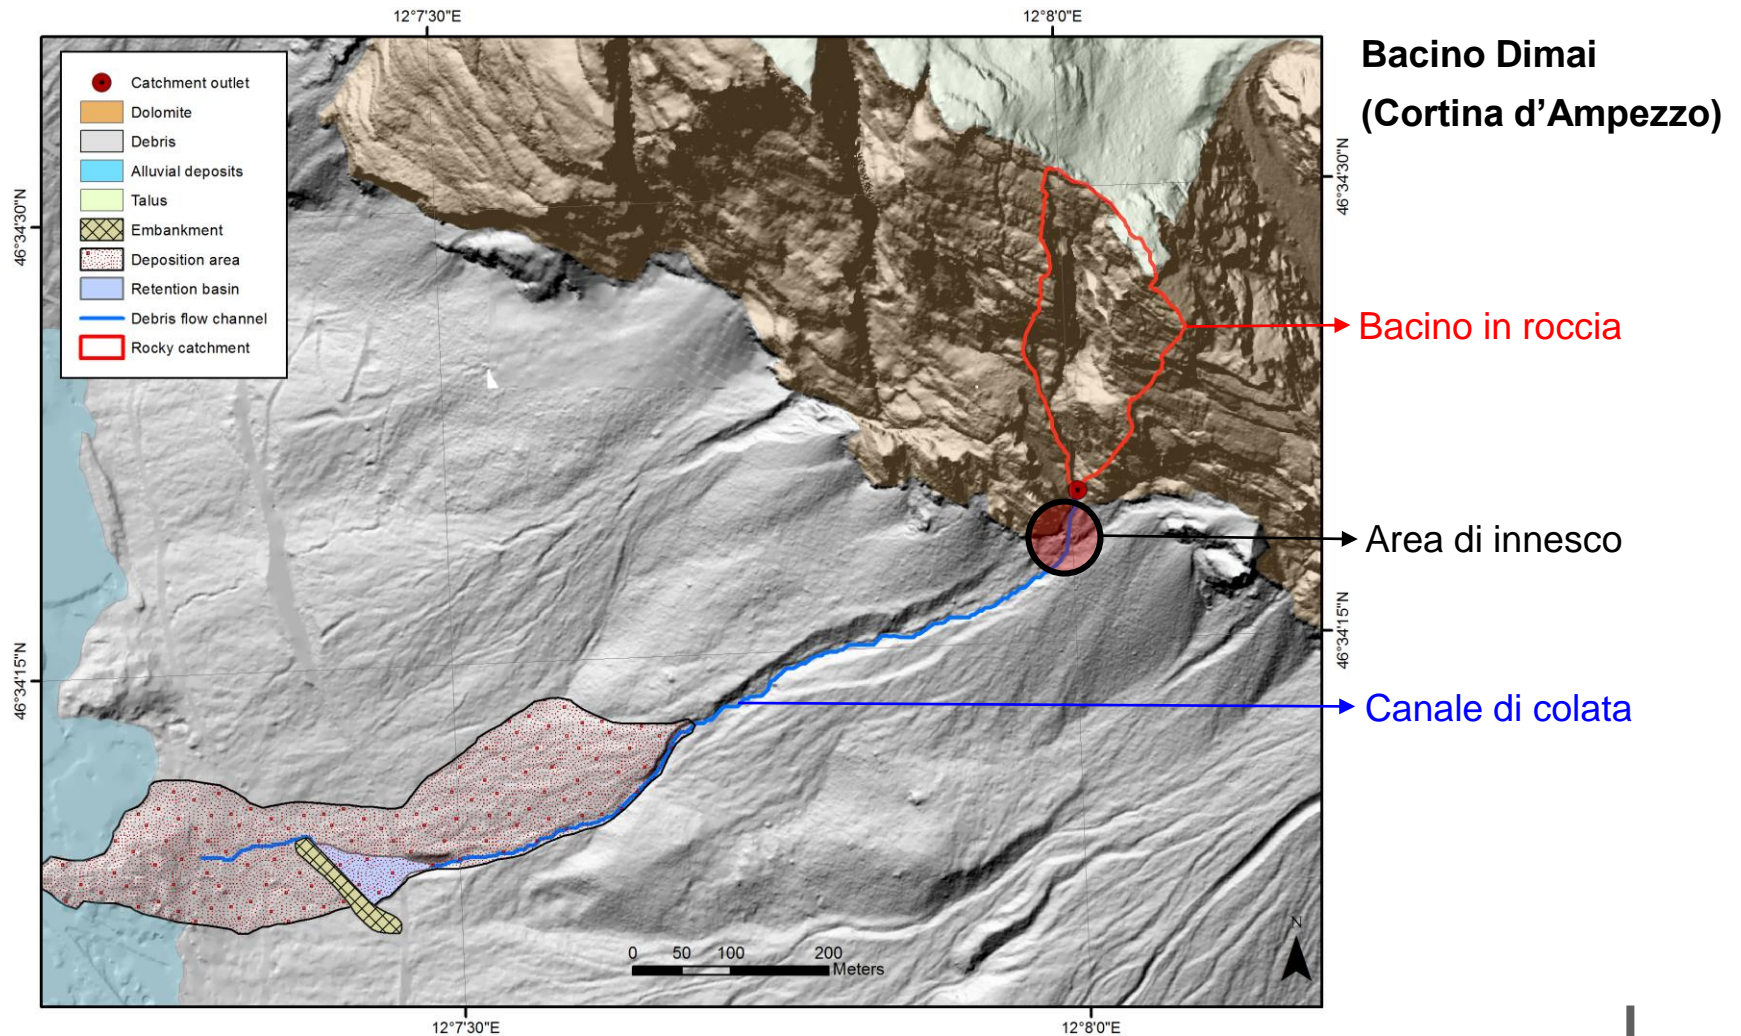 12°7'30"E
12°8'0"E
Bacino Dimai
(Cortina d’Ampezzo)
Catchment outlet
Dolomite
Debris
Alluvial deposits
Talus
Embankment
Deposition area
Retention basin
Debris flow channel
Rocky catchment
46°34'30"N
46°34'30"N
Bacino in roccia
Area di innesco
46°34'15"N
46°34'15"N
Canale di colata
N
0 50 100 200
Meters
12°7'30"E
12°8'0"E